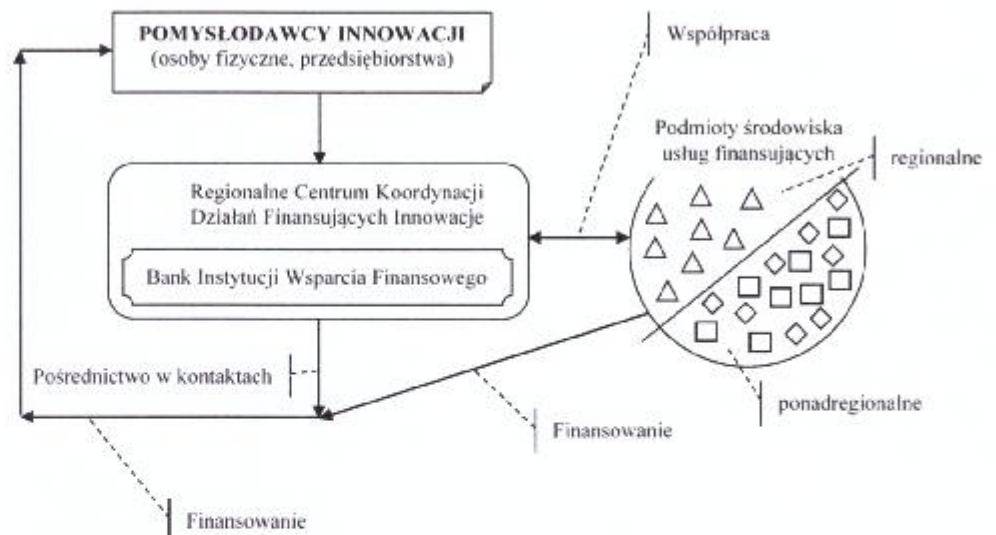 POMYSŁODAWCY INNOWACJI
(osoby fizyczne, przedsiębiorstwa)
Współpraca
Podmioty środowiska
usług finansujących
regionalne
Regionalne Centrum Koordynacji
Działań Finansujących Innowacje
Bank Instytucji Wsparcia Finansowego
Pośrednictwo w kontaktach
ponadregionalne
Finansowanie
Finansowanie